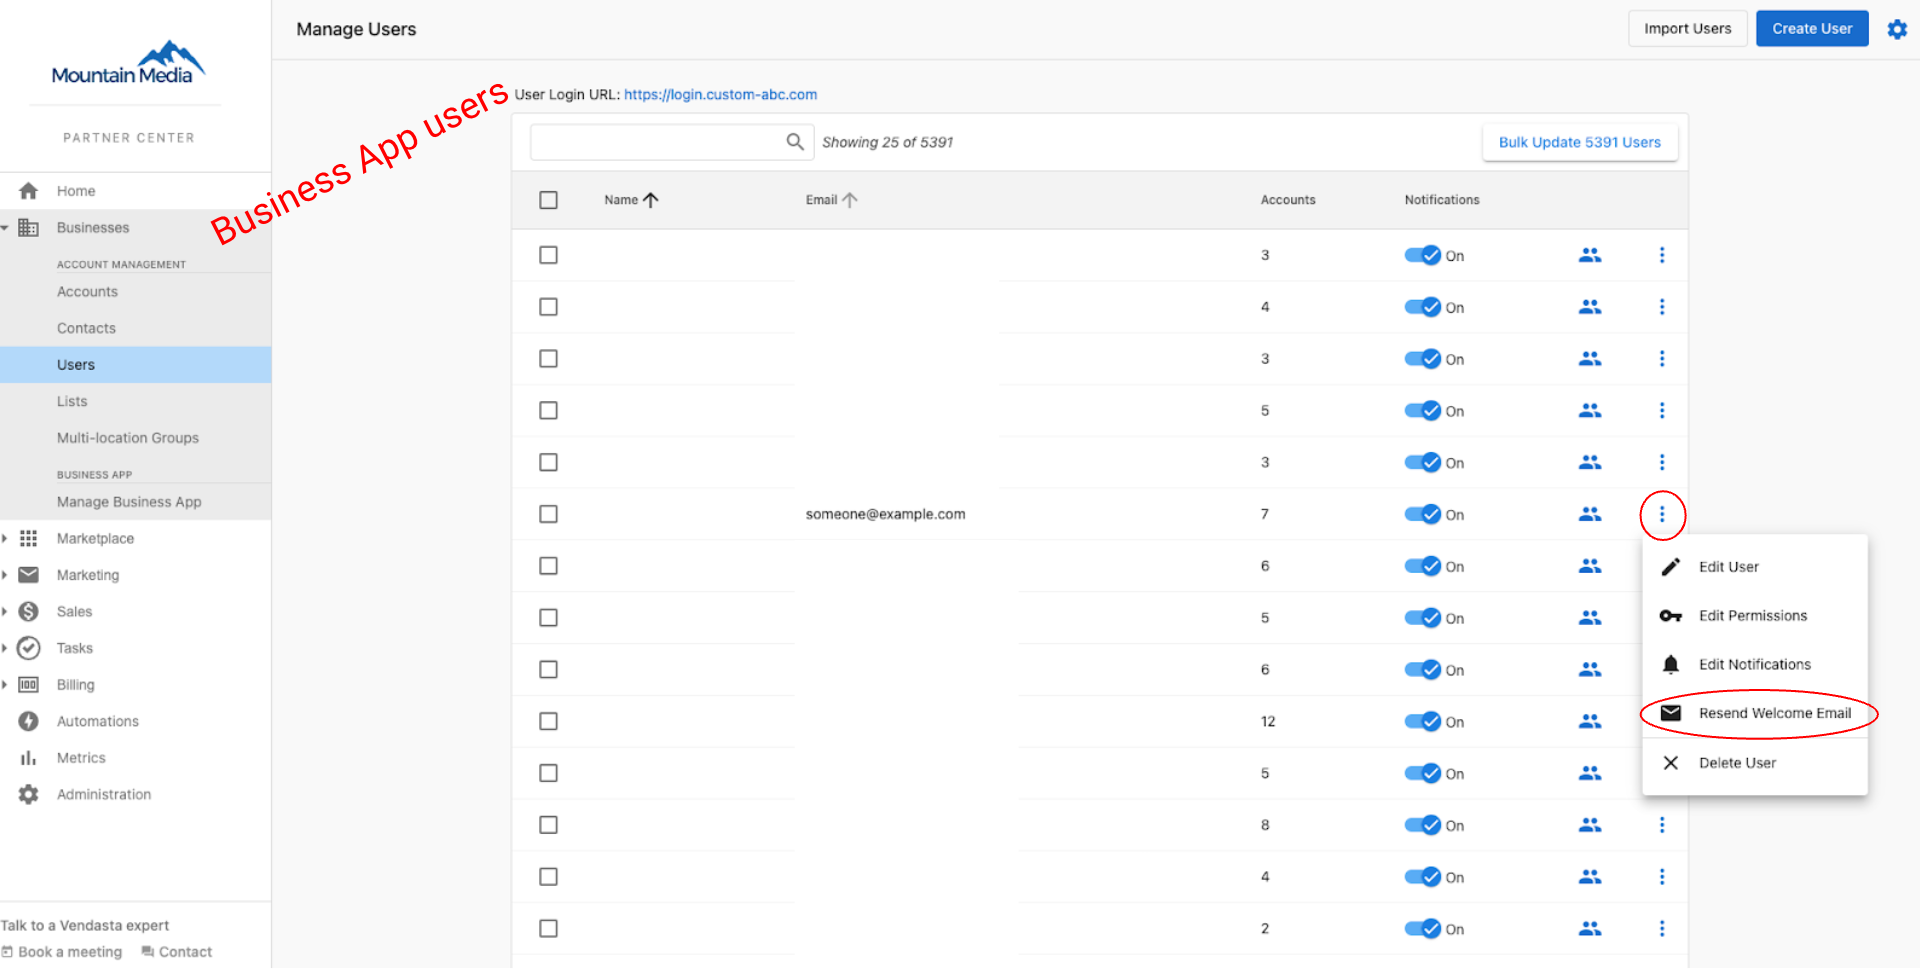 Mountain Media
PARTNER CENTER
Home
Businesses
ACCOUNT MANAGEMENT
Accounts
Contacts
Users
Lists
Multi-location Groups
BUSINESS APP
Manage Business App
Marketplace
Marketing
Sales
Tasks
Billing
Automations
Metrics
Administration
Talk to a Vendasta expert
Book a meeting Contact
Manage Users
Import Users
Create User
Business App users
User Login URL: https://login.custom-abc.com
Showing 25 of 5391
Bulk Update 5391 Users
Name Email Accounts Notifications
3 On
4 On
3 On
5 On
3 On
someone@example.com 7 On
6 On
5 On
6 On
12 On
5 On
8 On
4 On
2 On
Edit User
Edit Permissions
Edit Notifications
Resend Welcome Email
Delete User